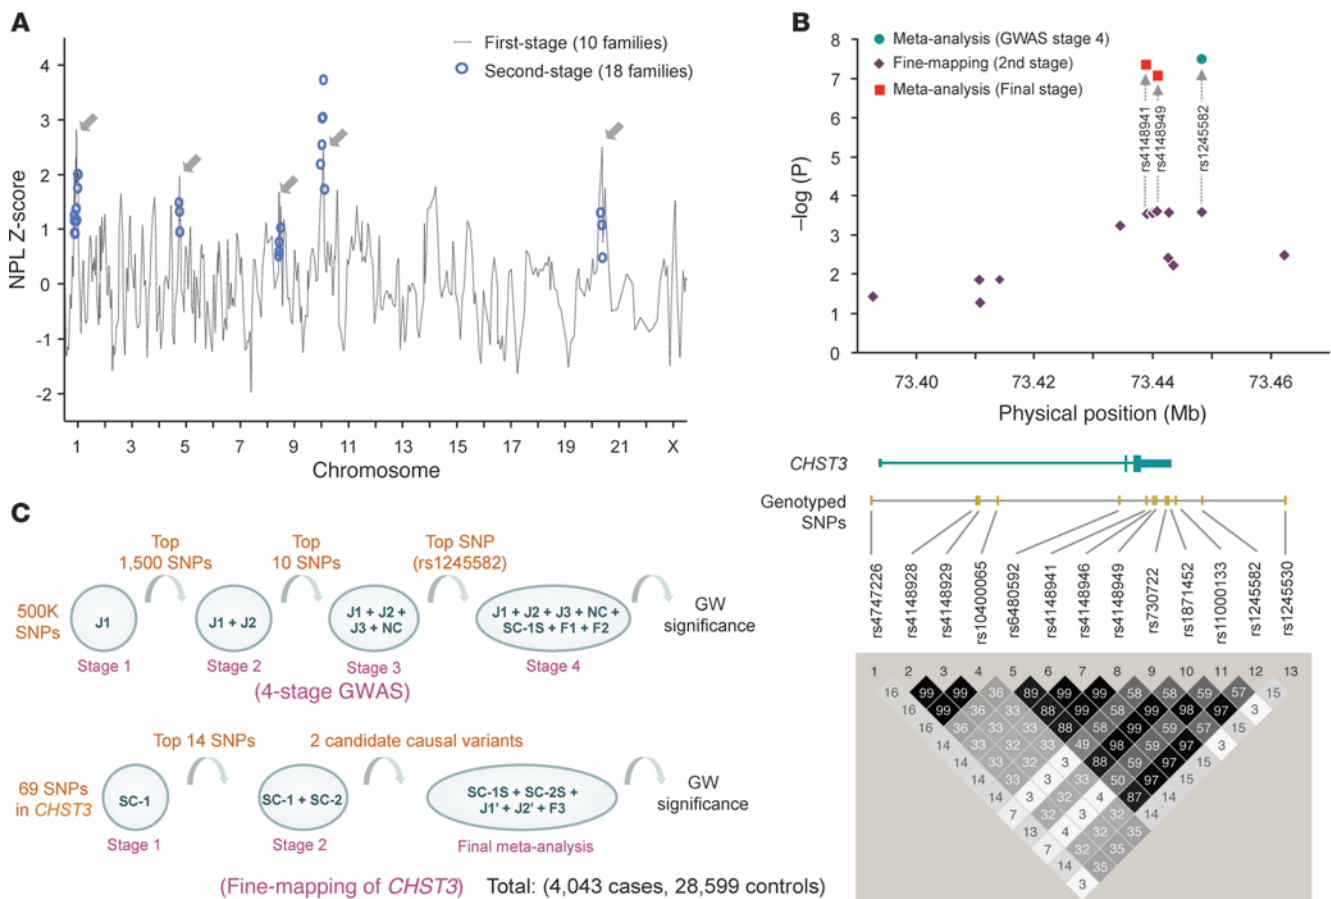 A
First-stage (10 families)
Second-stage (18 families)
NPL Z-score
4
3
2
1
0
-1
-2
1 3 5 7 9 11 13 15 17 19 21 X
Chromosome
B
Meta-analysis (GWAS stage 4)
Fine-mapping (2nd stage)
Meta-analysis (Final stage)
–log (P)
8
7
6
5
4
3
2
1
0
rs4148941
rs4148949
rs1245582
73.40 73.42 73.44 73.46
Physical position (Mb)
CHST3
Genotyped
SNPs
rs4747226
rs4148928
rs4148929
rs10400065
rs6480592
rs4148941
rs4148946
rs4148949
rs730722
rs1871452
rs11000133
rs1245582
rs1245530
1 2 3 4 5 6 7 8 9 10 11 12 13
16 99 99 36 89 99 99 58 58 59 57 15
16 99 36 33 88 99 58 99 98 97 3
14 33 33 88 99 59 57 3
14 33 32 33 49 98 59 97 15
14 32 3 88 59 97 15
14 33 3 32 50 97 14
7 32 3 4 87 14
13 32 3 32 14
7 4 32 35
14 32 35
3
C
Top
1,500 SNPs
Top
10 SNPs
Top SNP
(rs1245582)
500K
SNPs
J1
J1 + J2
J1 + J2 +
J3 + NC
J1 + J2 + J3 + NC +
SC-1S + F1 + F2
GW
significance
Stage 1
Stage 2
Stage 3
Stage 4
(4-stage GWAS)
Top 14 SNPs
2 candidate causal variants
69 SNPs
in CHST3
SC-1
SC-1 + SC-2
SC-1S + SC-2S +
J1' + J2' + F3
GW
significance
Stage 1
Stage 2
Final meta-analysis
(Fine-mapping of CHST3) Total: (4,043 cases, 28,599 controls)